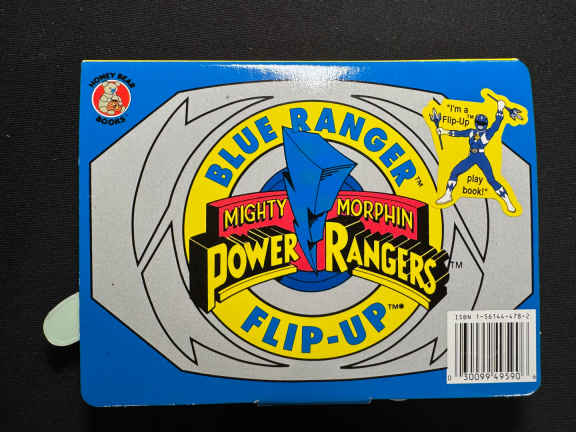 HONEY BEAR
BOOKS
BLUE RANGER™
"I'm a
Flip-Up™
play
book!"
MIGHTY MORPHIN
POWER RANGERS™
FLIP-UP™®
ISBN 1-56144-478-2
0 30099 49590 6